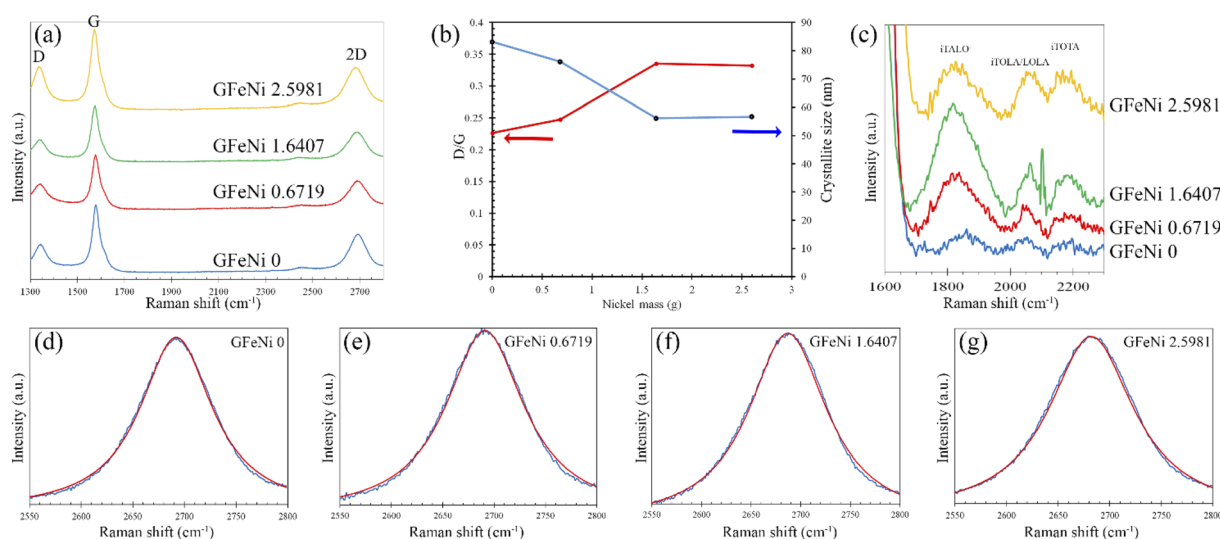 (a)
D
G
2D
GFeNi 2.5981
GFeNi 1.6407
GFeNi 0.6719
GFeNi 0
Intensity (a.u.)
1300 1500 1700 1900 2100 2300 2500 2700
Raman shift (cm⁻¹)
(b)
D/G
0.4
0.35
0.3
0.25
0.2
0.15
0.1
0.05
0
0 0.5 1 1.5 2 2.5 3
Nickel mass (g)
90
80
70
60
50
40
30
20
10
0
Crystallite size (nm)
(c)
iTALO⁻
iTOLA/LOLA
iTOTA
GFeNi 2.5981
GFeNi 1.6407
GFeNi 0.6719
GFeNi 0
Intensity (a.u.)
1600 1800 2000 2200
Raman shift (cm⁻¹)
(d)
GFeNi 0
Intensity (a.u.)
2550 2600 2650 2700 2750 2800
Raman shift (cm⁻¹)
(e)
GFeNi 0.6719
Intensity (a.u.)
2550 2600 2650 2700 2750 2800
Raman shift (cm⁻¹)
(f)
GFeNi 1.6407
Intensity (a.u.)
2550 2600 2650 2700 2750 2800
Raman shift (cm⁻¹)
(g)
GFeNi 2.5981
Intensity (a.u.)
2550 2600 2650 2700 2750 2800
Raman shift (cm⁻¹)